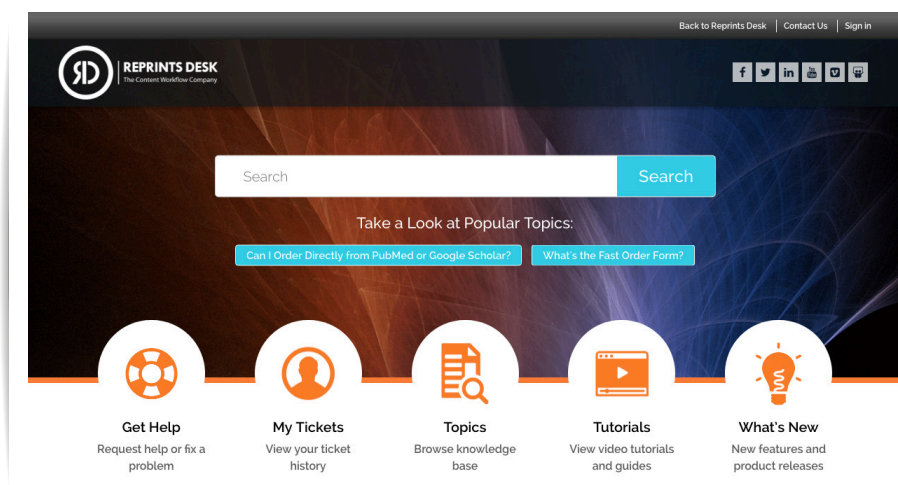 Back to Reprints Desk | Contact Us | Sign in
RD
REPRINTS DESK
The Content Workflow Company
Search
Search
Take a Look at Popular Topics:
Can I Order Directly from PubMed or Google Scholar?
What's the Fast Order Form?
Get Help
Request help or fix a
problem
My Tickets
View your ticket
history
Topics
Browse knowledge
base
Tutorials
View video tutorials
and guides
What's New
New features and
product releases